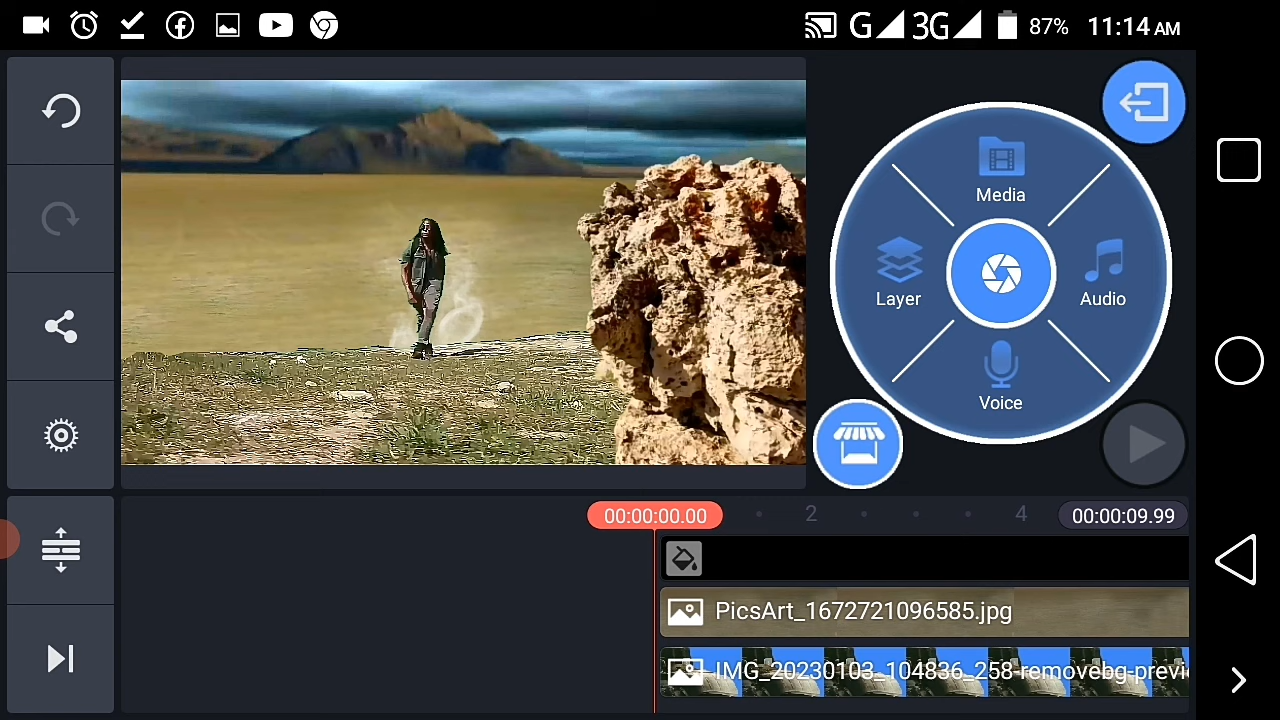 G 3G 87% 11:14 AM
Media
Layer
Audio
Voice
00:00:00.00 2 4 00:00:09.99
PicsArt_1672721096585.jpg
IMG_20230103_104836_258-removebg-previ